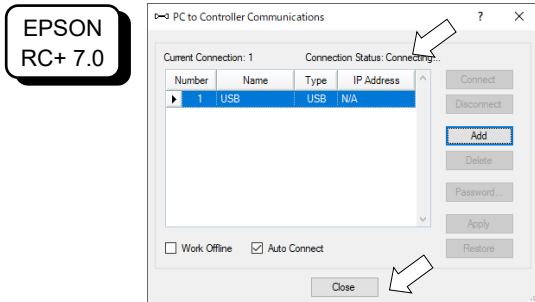 EPSON
RC+ 7.0
PC to Controller Communications
?
Current Connection: 1
Connection Status: Connecting...
Number Name Type IP Address
1 USB USB N/A
Connect
Disconnect
Add
Delete
Password...
Apply
Work Offline
Auto Connect
Restore
Close